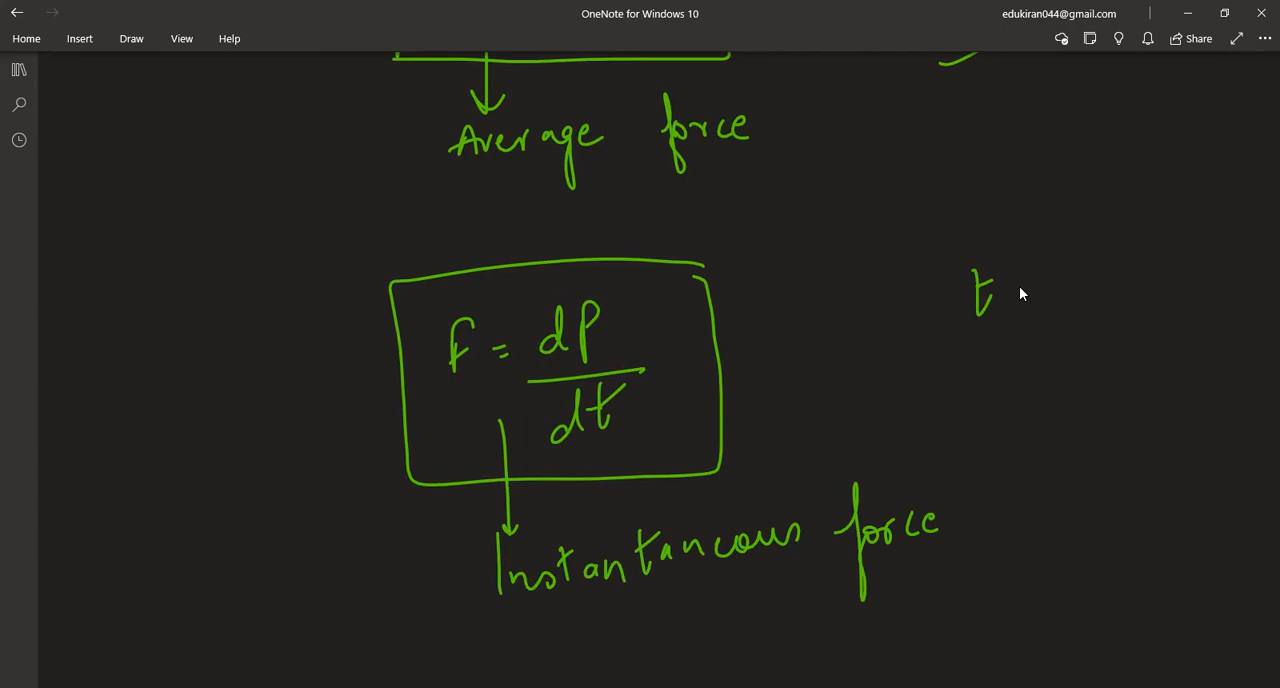 OneNote for Windows 10
edukiran044@gmail.com
Home Insert Draw View Help
Share
Average force
F = dP
dt
t
Instantaneous force